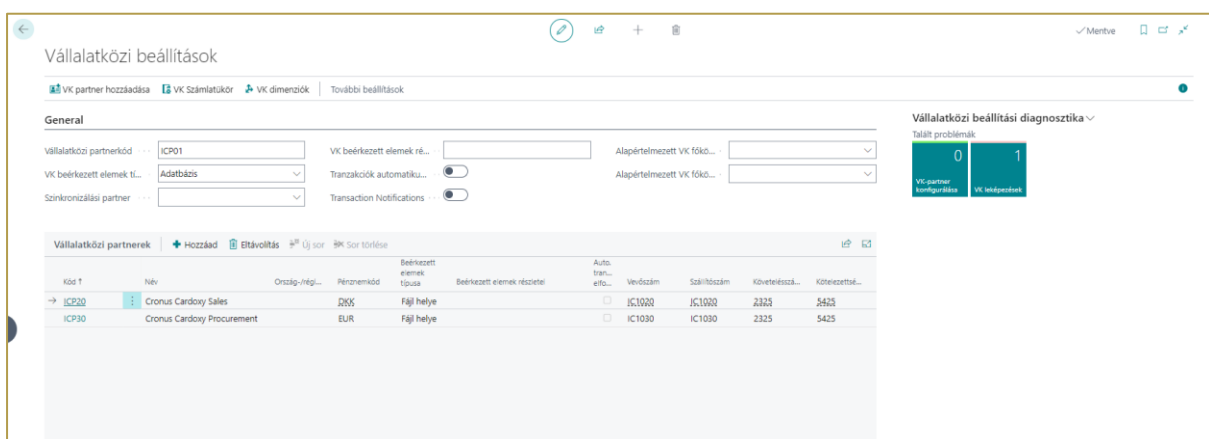 Mentve
Vállalatközi beállítások
VK partner hozzáadása VK Számlatükör VK dimenziók További beállítások
General
Vállalatközi partnerkód ICP01
VK beérkezett elemek tí... Adatbázis
Szinkronizálási partner
VK beérkezett elemek ré...
Tranzakciók automatiku...
Transaction Notifications
Alapértelmezett VK főkö...
Alapértelmezett VK főkö...
Vállalatközi beállítási diagnosztika
Talált problémák
0 1
VK-partner konfigurálása VK leképezések
Vállalatközi partnerek Hozzáad Eltávolítás Új sor Sor törlése
Kód ↑ Név Ország-/régi... Pénznemkód Beérkezett elemek típusa Beérkezett elemek részletei Auto. tran... elfo... Vevőszám Szállítószám Követelésszá... Kötelezettsé...
ICP20 Cronus Cardoxy Sales DKK Fájl helye IC1020 IC1020 2325 5425
ICP30 Cronus Cardoxy Procurement EUR Fájl helye IC1030 IC1030 2325 5425